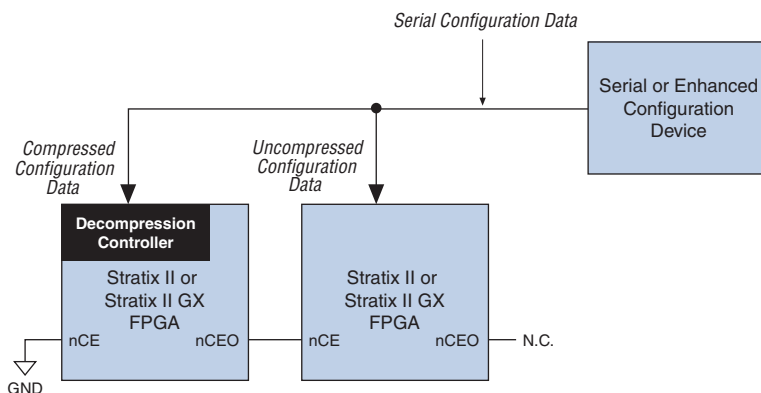 Serial Configuration Data
Serial or Enhanced
Configuration
Device
Compressed
Configuration
Data
Uncompressed
Configuration
Data
Decompression
Controller
Stratix II or
Stratix II GX
FPGA
nCE
nCEO
Stratix II or
Stratix II GX
FPGA
nCE
nCEO
N.C.
GND